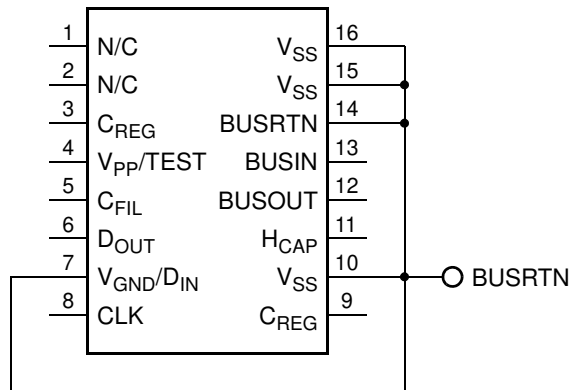 1 N/C VSS 16
2 N/C VSS 15
3 CREG BUSRTN 14
4 VPP/TEST BUSIN 13
5 CFIL BUSOUT 12
6 DOUT HCAP 11
7 VGND/DIN VSS 10 BUSRTN
8 CLK CREG 9